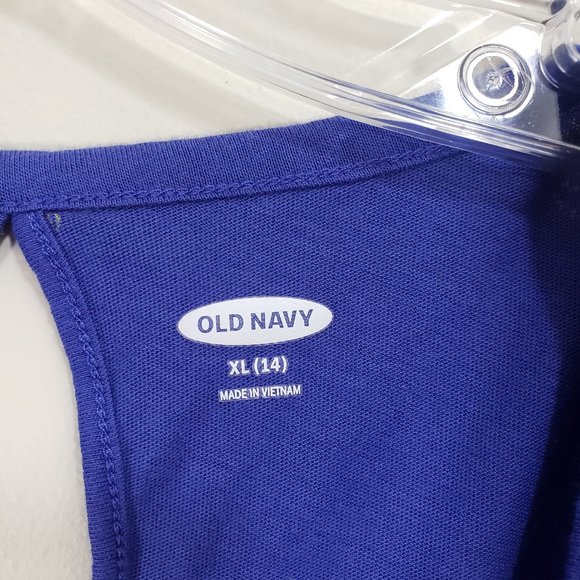 OLD NAVY
XL (14)
MADE IN VIETNAM